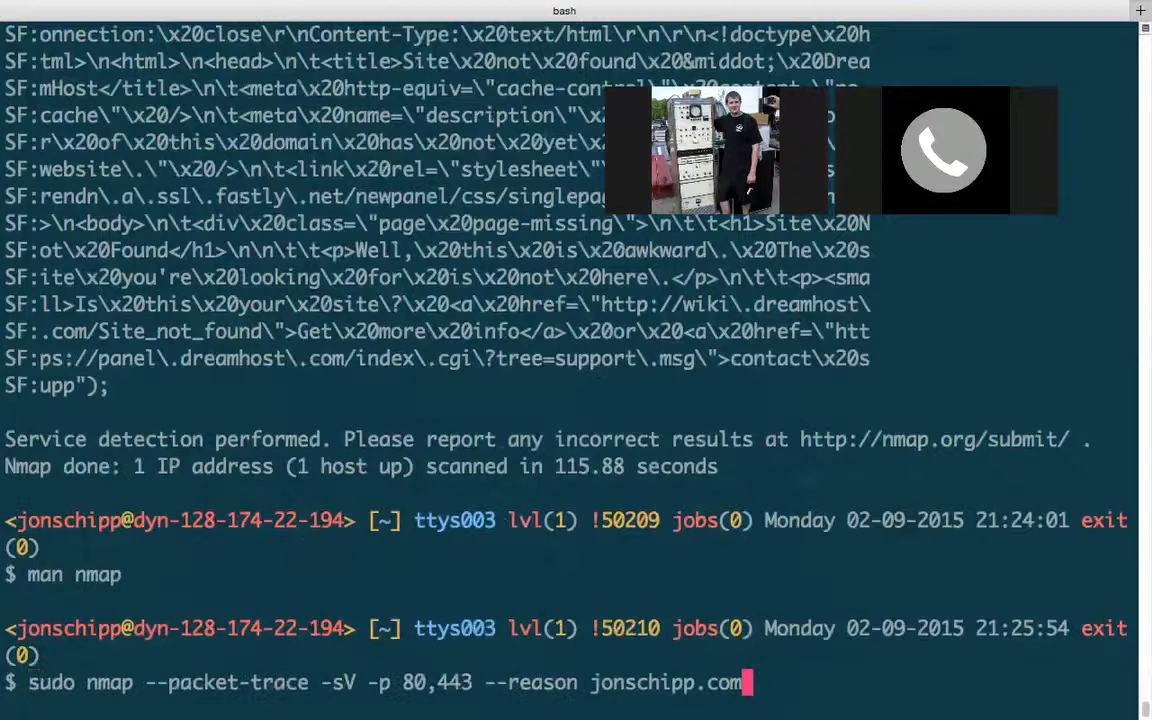 bash
SF:onnection:\x20close\r\nContent-Type:\x20text/html\r\n\r\n<!doctype\x20h
SF:tml>\n<html>\n<head>\n\t<title>Site\x20not\x20found\x20&middot;\x20Drea
SF:mHost</title>\n\t<meta\x20http-equiv=\"cache-control\"
SF:cache\"\x20/>\n\t<meta\x20name=\"description\"\x
SF:r\x20of\x20this\x20domain\x20has\x20not\x20yet\x
SF:website\.\"\x20/>\n\t<link\x20rel=\"stylesheet\"
SF:rendn\.a\.ssl\.fastly\.net/newpanel/css/singlepa
SF:>\n<body>\n\t<div\x20class=\"page\x20page-missing\">\n\t\t<h1>Site\x20N
SF:ot\x20Found</h1>\n\n\t\t<p>Well,\x20this\x20is\x20awkward\.\x20The\x20s
SF:ite\x20you're\x20looking\x20for\x20is\x20not\x20here\.</p>\n\t\t<p><sma
SF:ll>Is\x20this\x20your\x20site\?\x20<a\x20href=\"http://wiki\.dreamhost\
SF:.com/Site_not_found\">Get\x20more\x20info</a>\x20or\x20<a\x20href=\"htt
SF:ps://panel\.dreamhost\.com/index\.cgi\?tree=support\.msg\">contact\x20s
SF:upp");
Service detection performed. Please report any incorrect results at http://nmap.org/submit/ .
Nmap done: 1 IP address (1 host up) scanned in 115.88 seconds
<jonschipp@dyn-128-174-22-194> [~] ttys003 lvl(1) !50209 jobs(0) Monday 02-09-2015 21:24:01 exit
(0)
$ man nmap
<jonschipp@dyn-128-174-22-194> [~] ttys003 lvl(1) !50210 jobs(0) Monday 02-09-2015 21:25:54 exit
(0)
$ sudo nmap --packet-trace -sV -p 80,443 --reason jonschipp.com